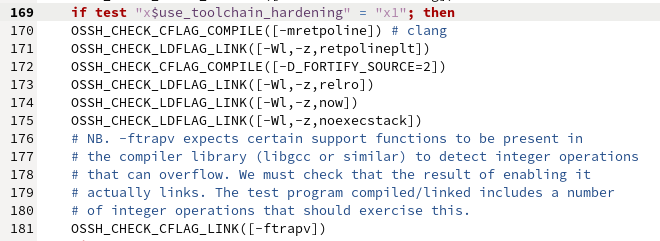 169 if test "x$use_toolchain_hardening" = "x1"; then
170 OSSH_CHECK_CFLAG_COMPILE([-mretpoline]) # clang
171 OSSH_CHECK_LDFLAG_LINK([-Wl,-z,retpolineplt])
172 OSSH_CHECK_CFLAG_COMPILE([-D_FORTIFY_SOURCE=2])
173 OSSH_CHECK_LDFLAG_LINK([-Wl,-z,relro])
174 OSSH_CHECK_LDFLAG_LINK([-Wl,-z,now])
175 OSSH_CHECK_LDFLAG_LINK([-Wl,-z,noexecstack])
176 # NB. -ftrapv expects certain support functions to be present in
177 # the compiler library (libgcc or similar) to detect integer operations
178 # that can overflow. We must check that the result of enabling it
179 # actually links. The test program compiled/linked includes a number
180 # of integer operations that should exercise this.
181 OSSH_CHECK_CFLAG_LINK([-ftrapv])